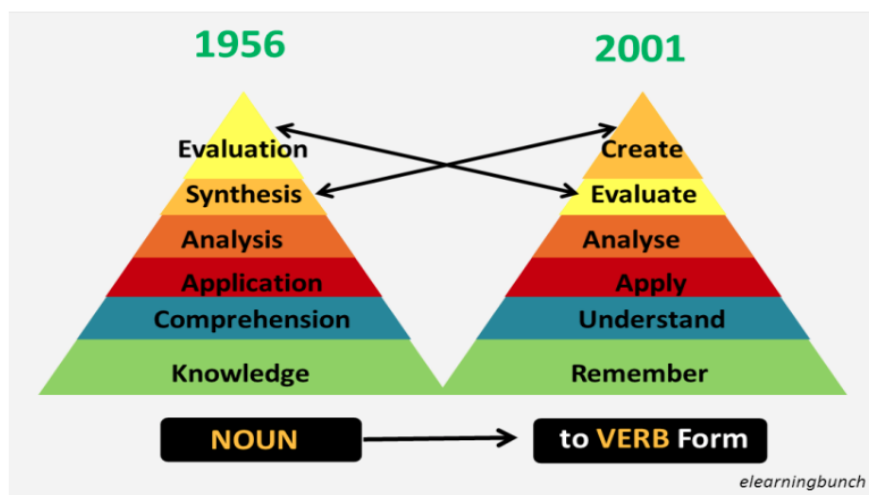 1956
2001
Evaluation
Create
Synthesis
Evaluate
Analysis
Analyse
Application
Apply
Comprehension
Understand
Knowledge
Remember
NOUN
to VERB Form
elearningbunch